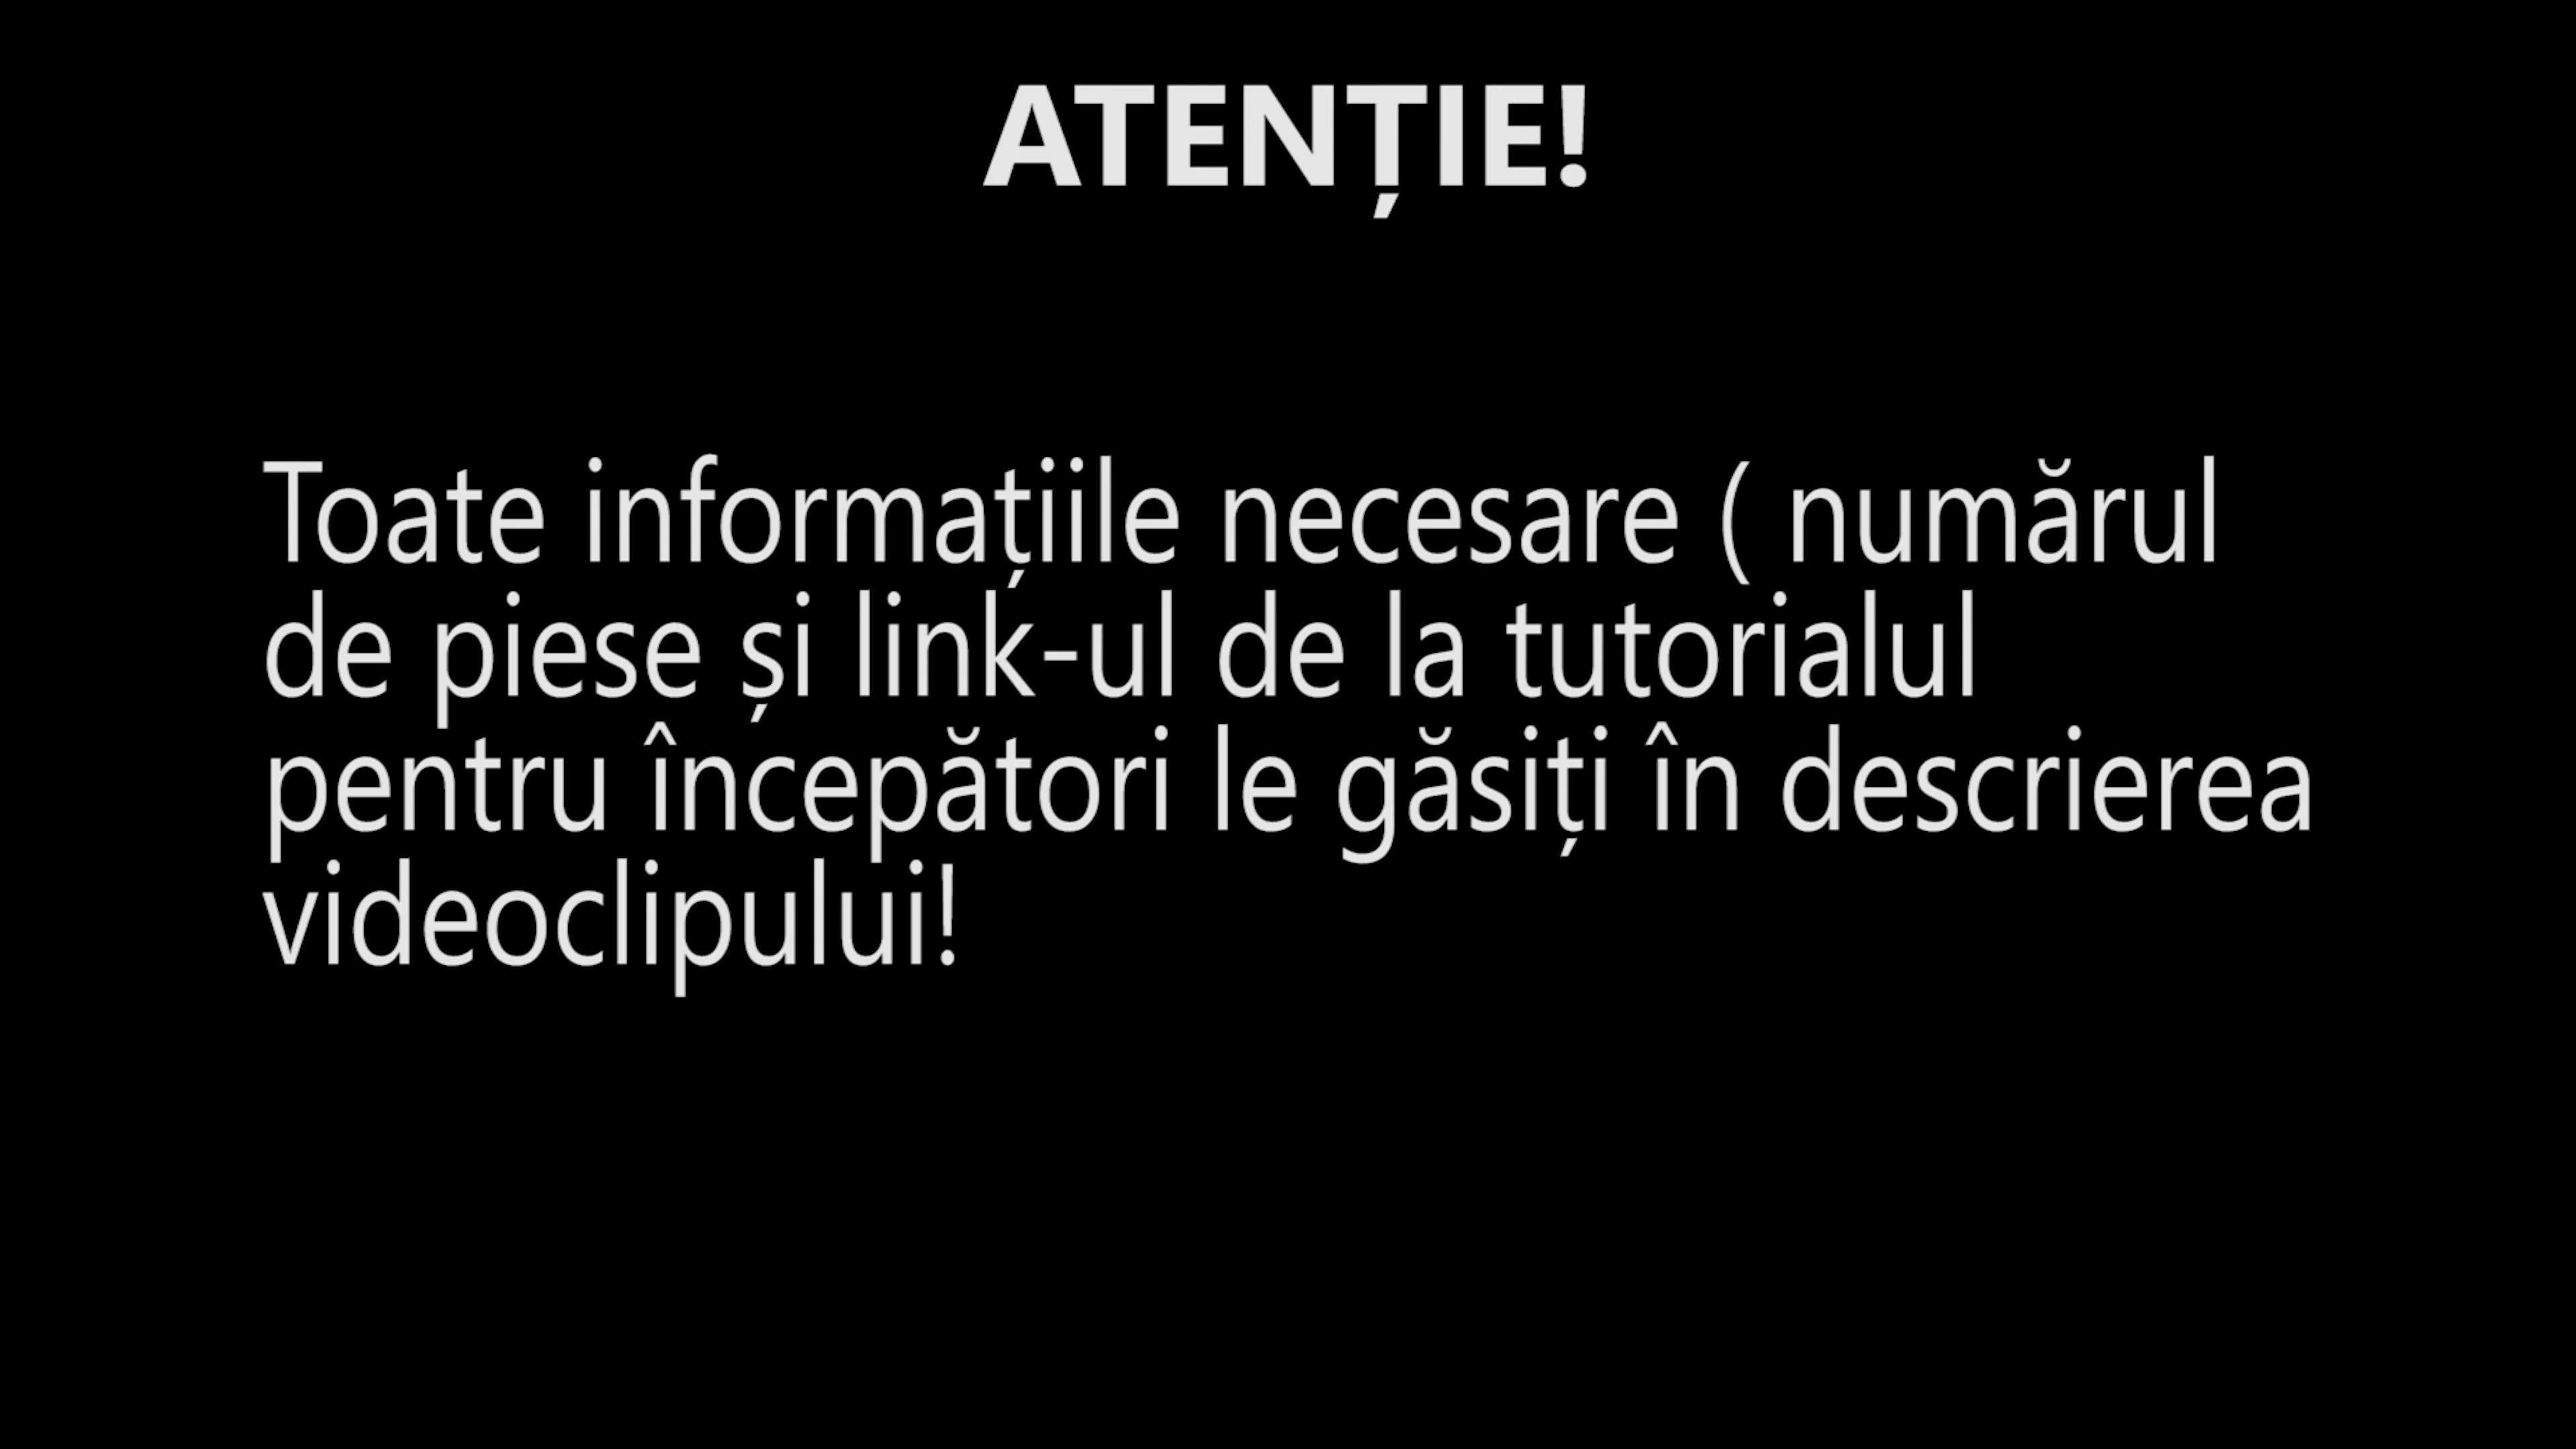 ATENȚIE!
Toate informațiile necesare ( numărul
de piese și link-ul de la tutorialul
pentru începători le găsiți în descrierea
videoclipului!